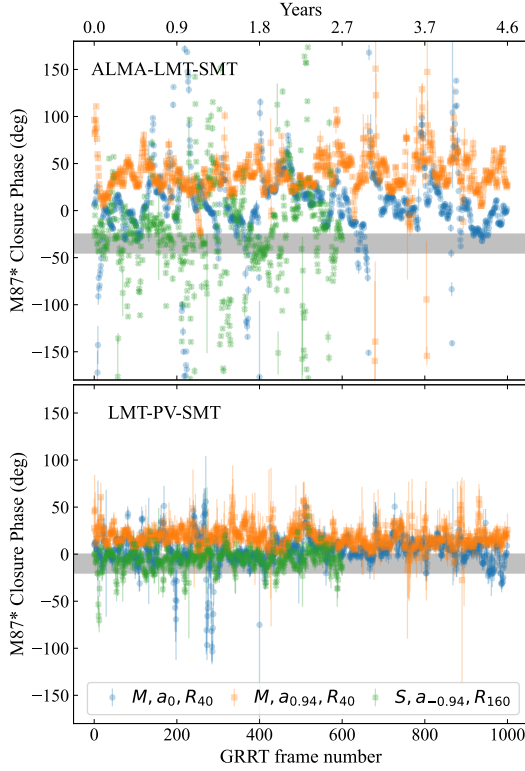 Years
0.0 0.9 1.8 2.7 3.7 4.6
ALMA-LMT-SMT
M87* Closure Phase (deg)
150
100
50
0
−50
−100
−150
LMT-PV-SMT
M87* Closure Phase (deg)
150
100
50
0
−50
−100
−150
M, a₀, R₄₀ M, a₀.₉₄, R₄₀ S, a₋₀.₉₄, R₁₆₀
0 200 400 600 800 1000
GRRT frame number